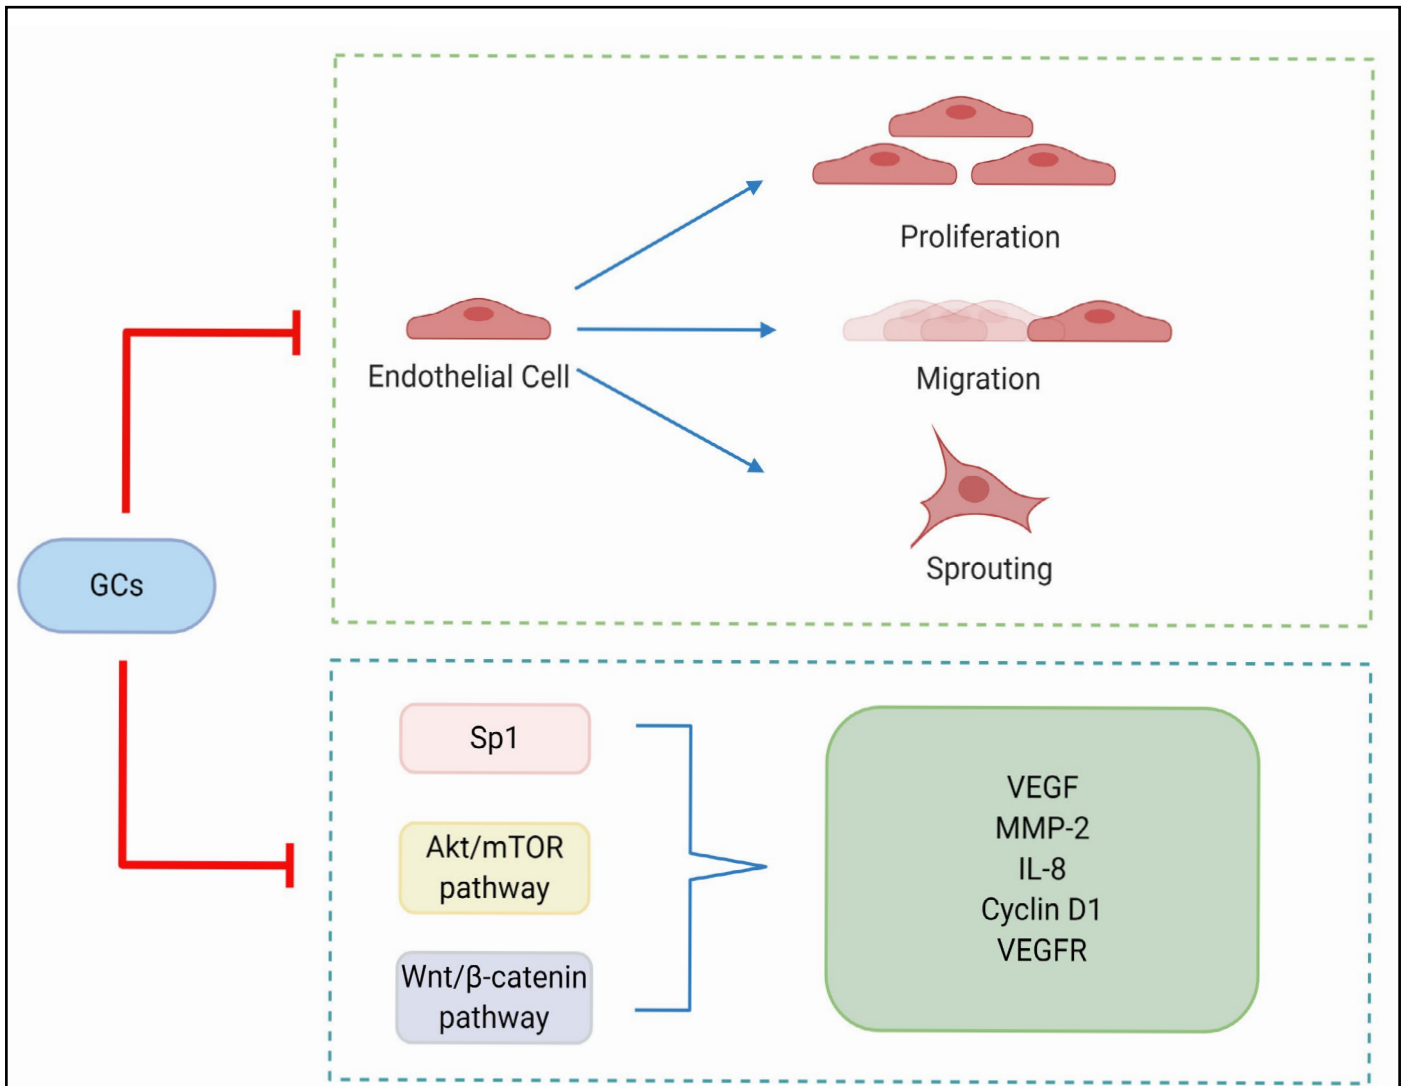 Proliferation
Endothelial Cell
Migration
Sprouting
GCs
Sp1
Akt/mTOR
pathway
Wnt/β-catenin
pathway
VEGF
MMP-2
IL-8
Cyclin D1
VEGFR